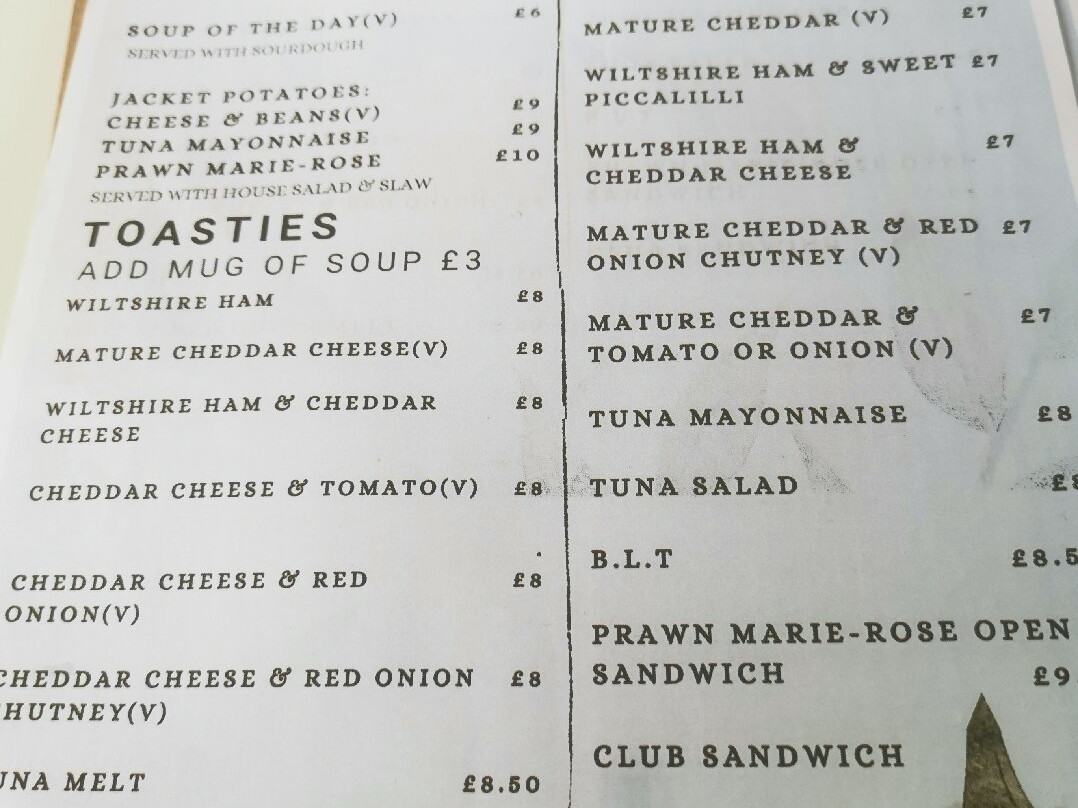 SOUP OF THE DAY(V) £6
SERVED WITH SOURDOUGH
JACKET POTATOES:
CHEESE & BEANS(V) £9
TUNA MAYONNAISE £9
PRAWN MARIE-ROSE £10
SERVED WITH HOUSE SALAD & SLAW
TOASTIES
ADD MUG OF SOUP £3
WILTSHIRE HAM £8
MATURE CHEDDAR CHEESE(V) £8
WILTSHIRE HAM & CHEDDAR £8
CHEESE
CHEDDAR CHEESE & TOMATO(V) £8
CHEDDAR CHEESE & RED £8
ONION(V)
CHEDDAR CHEESE & RED ONION £8
HUTNEY(V)
UNA MELT £8.50
MATURE CHEDDAR (V) £7
WILTSHIRE HAM & SWEET £7
PICCALILLI
WILTSHIRE HAM & £7
CHEDDAR CHEESE
MATURE CHEDDAR & RED £7
ONION CHUTNEY (V)
MATURE CHEDDAR & £7
TOMATO OR ONION (V)
TUNA MAYONNAISE £8
TUNA SALAD £8
B.L.T £8.5
PRAWN MARIE-ROSE OPEN
SANDWICH £9
CLUB SANDWICH